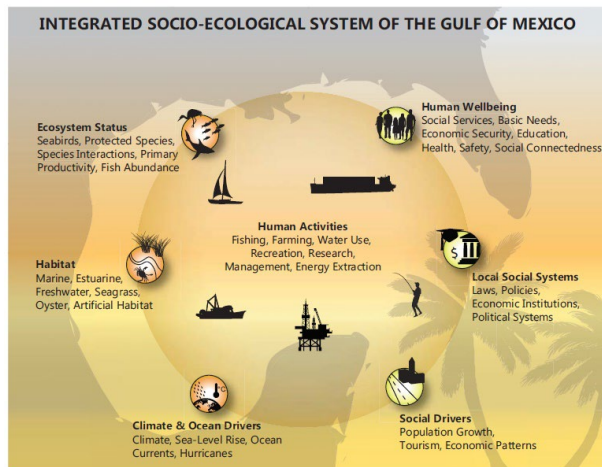 INTEGRATED SOCIO-ECOLOGICAL SYSTEM OF THE GULF OF MEXICO
Ecosystem Status
Seabirds, Protected Species,
Species Interactions, Primary
Productivity, Fish Abundance
Human Wellbeing
Social Services, Basic Needs,
Economic Security, Education,
Health, Safety, Social Connectedness
Human Activities
Fishing, Farming, Water Use,
Recreation, Research,
Management, Energy Extraction
Habitat
Marine, Estuarine,
Freshwater, Seagrass,
Oyster, Artificial Habitat
$
Local Social Systems
Laws, Policies,
Economic Institutions,
Political Systems
°C
Climate & Ocean Drivers
Climate, Sea-Level Rise, Ocean
Currents, Hurricanes
Social Drivers
Population Growth,
Tourism, Economic Patterns